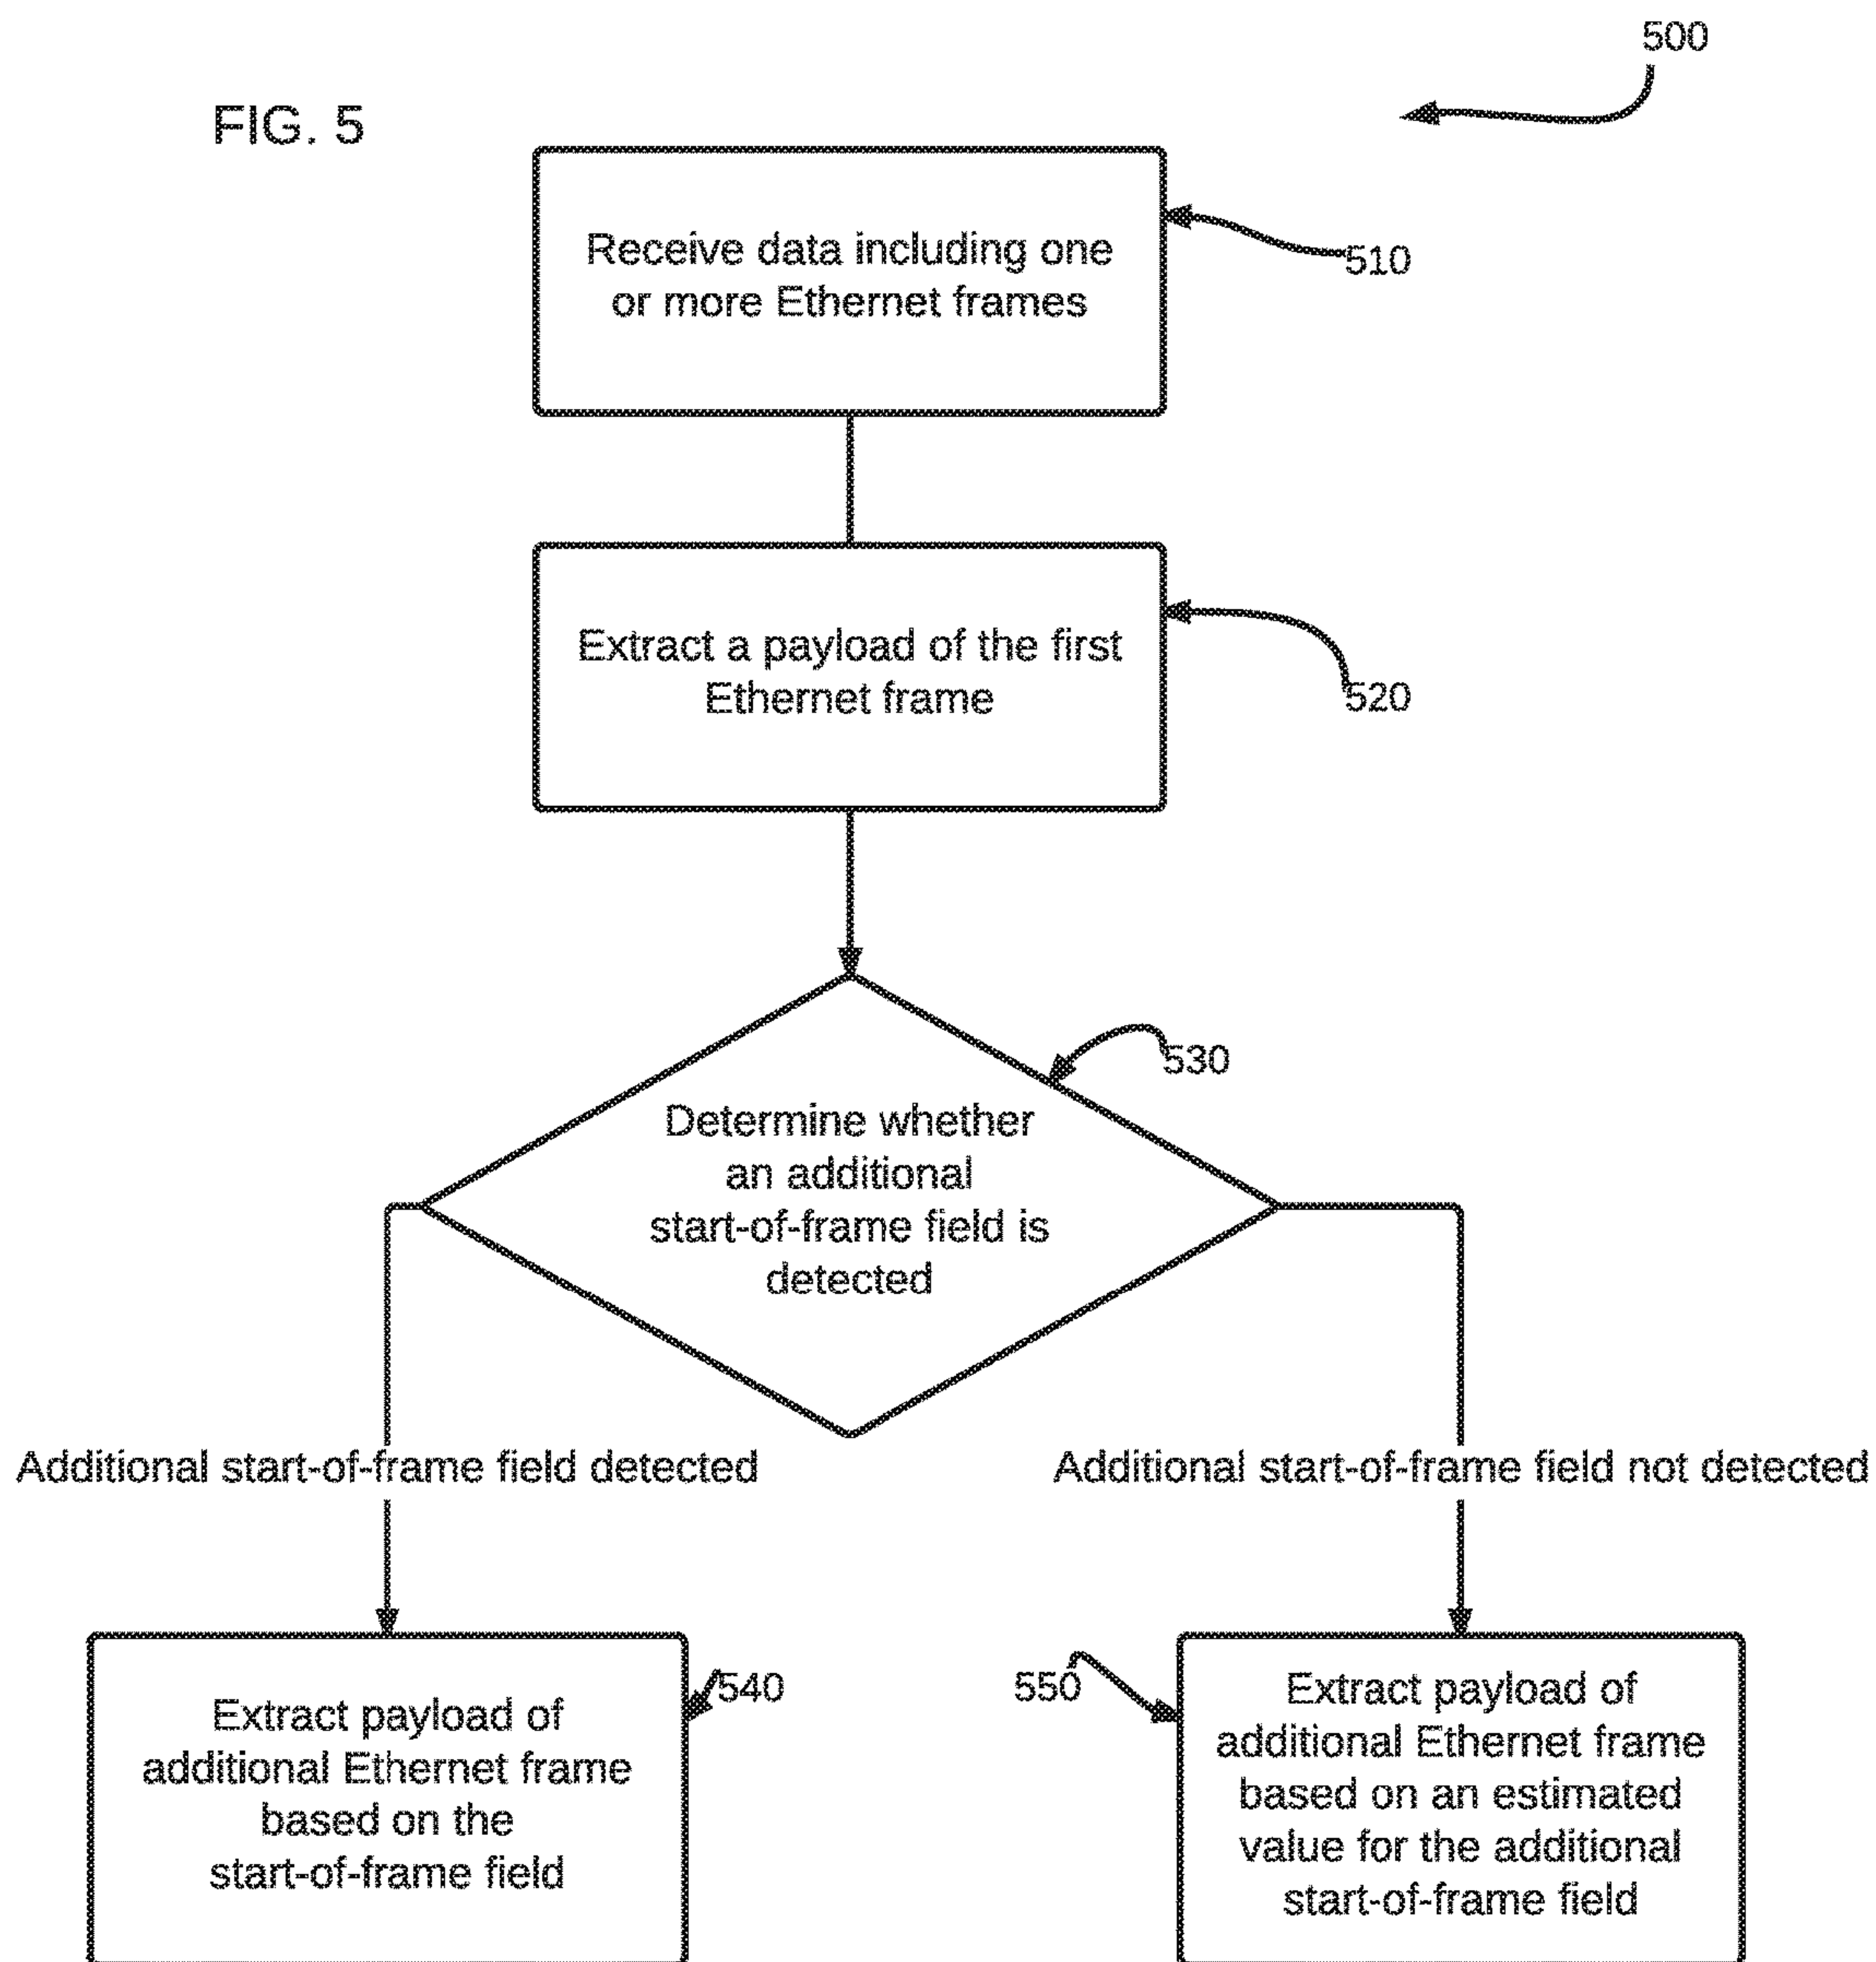 500
FIG. 5
Receive data including one
or more Ethernet frames
510
Extract a payload of the first
Ethernet frame
520
530
Determine whether
an additional
start-of-frame field is
detected
Additional start-of-frame field detected
Additional start-of-frame field not detected
540
550
Extract payload of
additional Ethernet frame
based on the
start-of-frame field
Extract payload of
additional Ethernet frame
based on an estimated
value for the additional
start-of-frame field